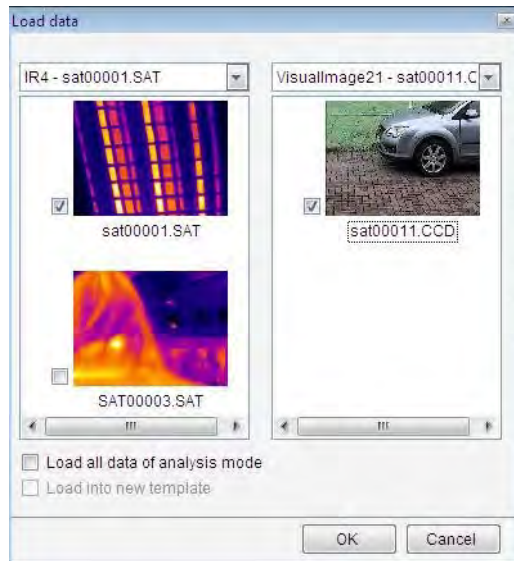 Load data
IR4 - sat00001.SAT
VisualImage21 - sat00011.C
sat00001.SAT
sat00011.CCD
SAT00003.SAT
Load all data of analysis mode
Load into new template
OK
Cancel